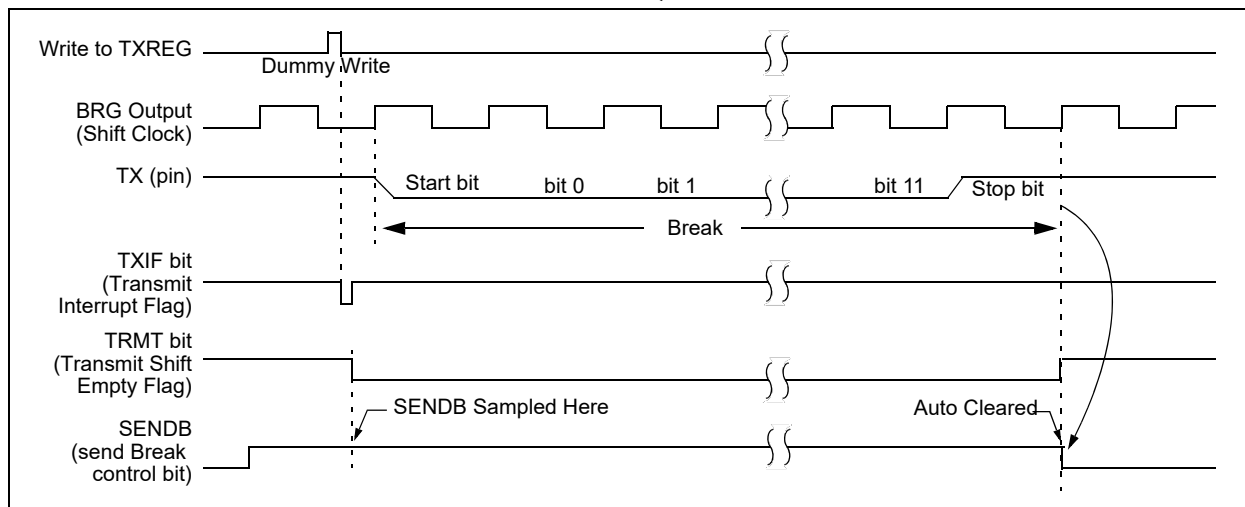 Write to TXREG
Dummy Write
BRG Output
(Shift Clock)
TX (pin)
Start bit
bit 0
bit 1
bit 11
Stop bit
Break
TXIF bit
(Transmit
Interrupt Flag)
TRMT bit
(Transmit Shift
Empty Flag)
SENDB Sampled Here
Auto Cleared
SENDB
(send Break
control bit)